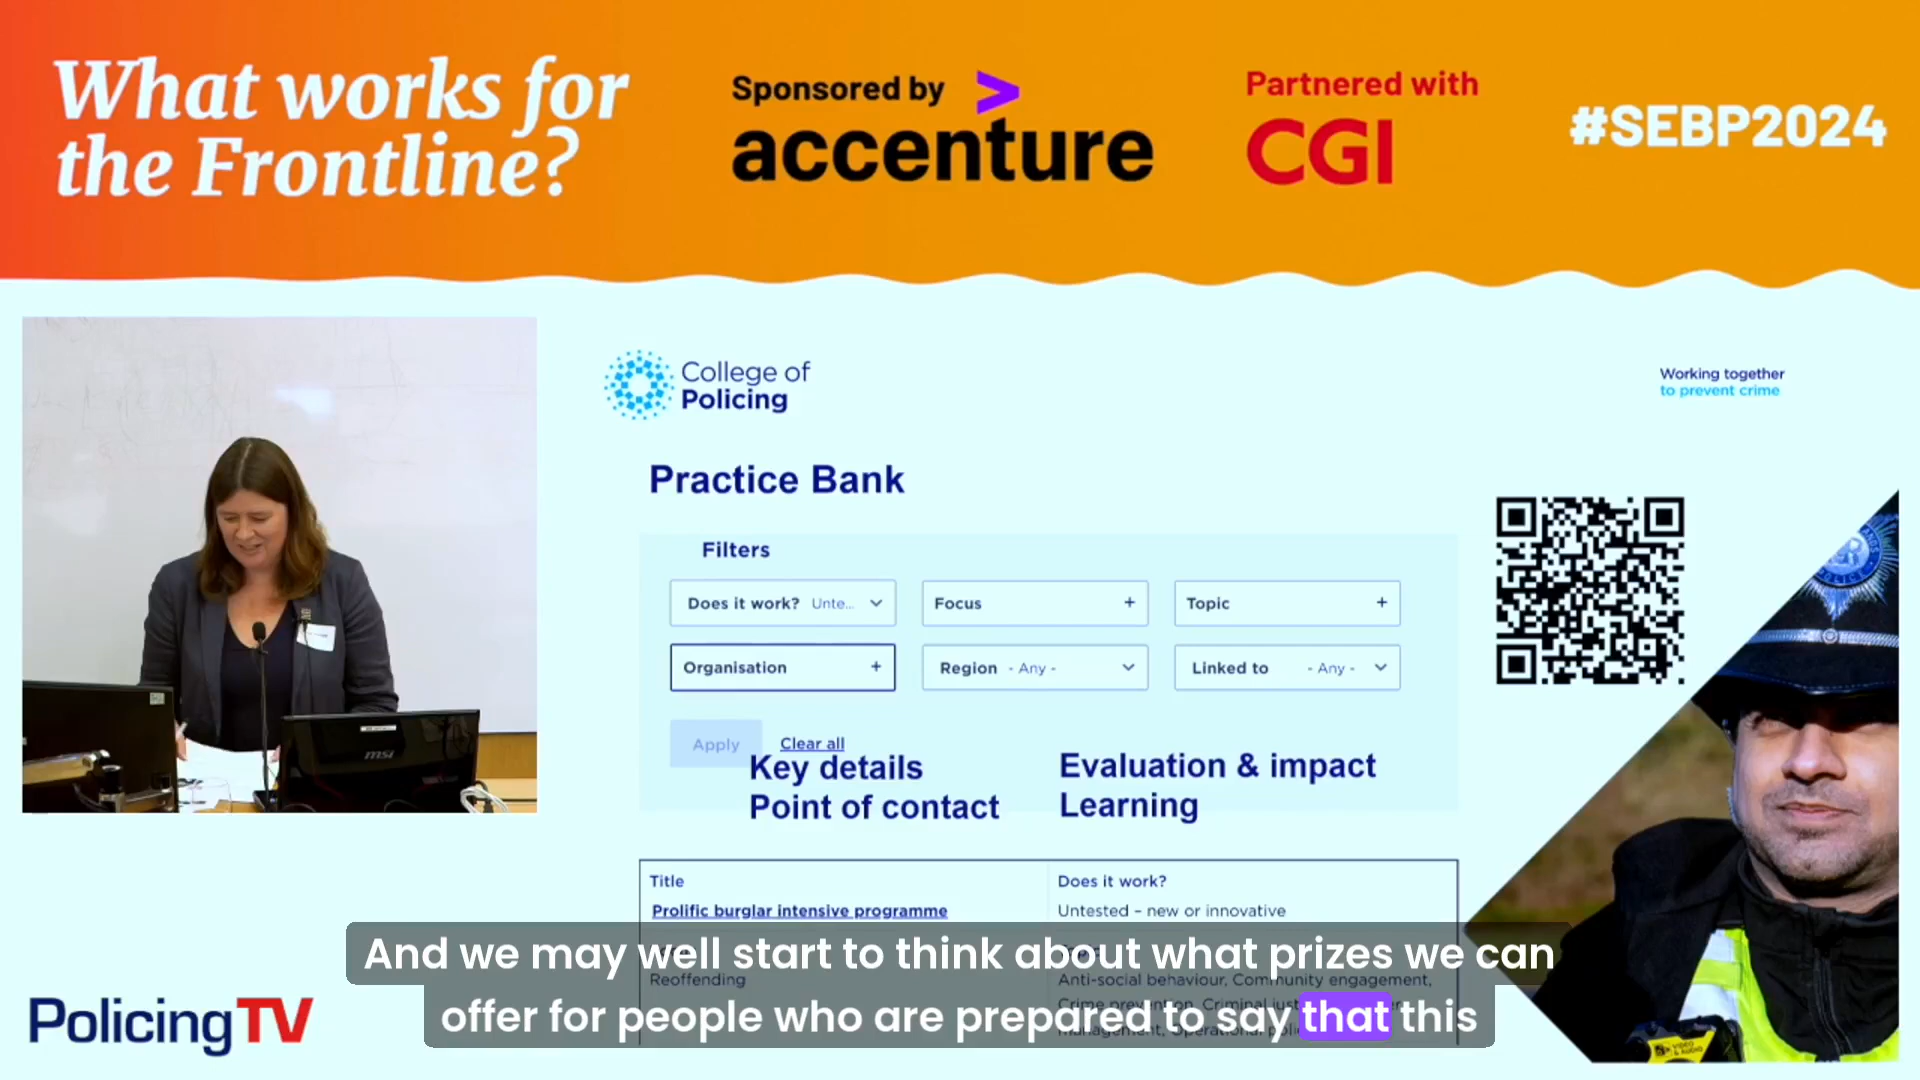 What works for
the Frontline?
Sponsored by
accenture
Partnered with
CGI
#SEBP2024
College of
Policing
Working together
to prevent crime
Practice Bank
Filters
Does it work? Unte...
Focus +
Topic +
Organisation +
Region - Any -
Linked to - Any -
Apply Clear all
Key details
Point of contact
Evaluation & impact
Learning
Title
Prolific burglar intensive programme
Does it work?
Untested – new or innovative
Reoffending
Anti-social behaviour, Community engagement,
And we may well start to think about what prizes we can
offer for people who are prepared to say that this
PolicingTV
msi
POLICE
VIDEO
& AUDIO